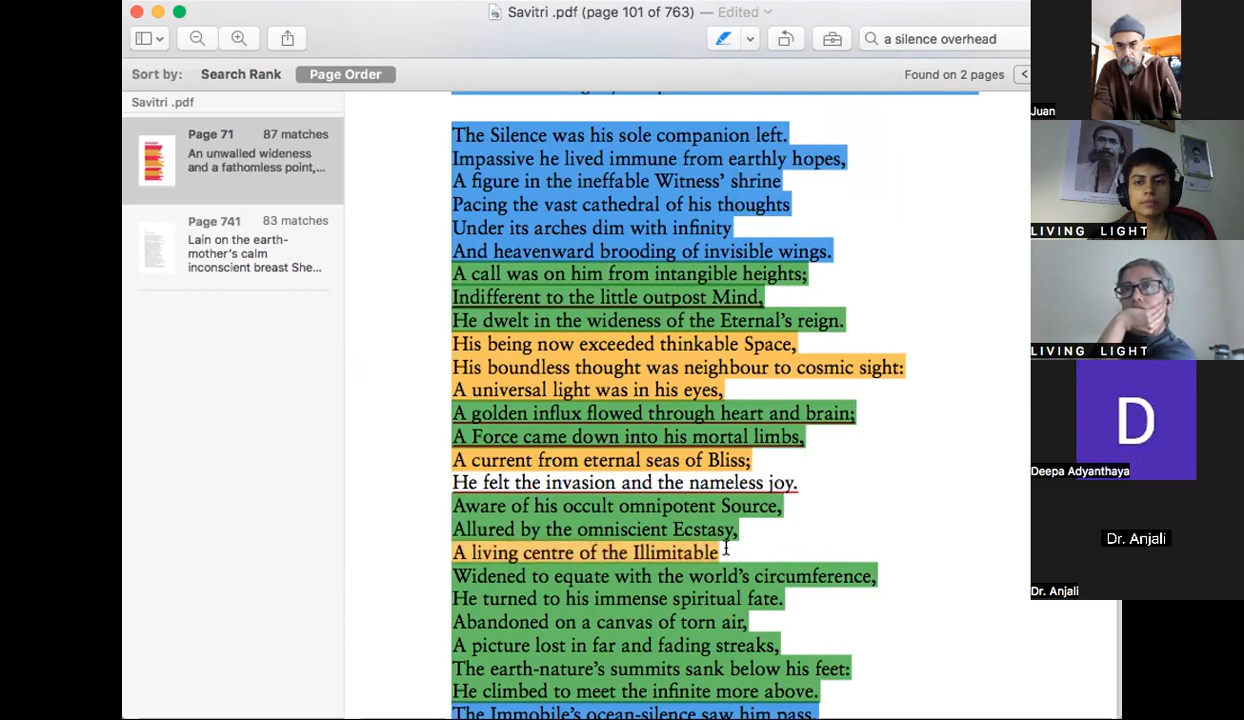 Savitri .pdf (page 101 of 763) — Edited
a silence overhead
Sort by: Search Rank Page Order
Found on 2 pages
Savitri .pdf
Page 71 87 matches
An unwalled wideness
and a fathomless point,...
Page 741 83 matches
Lain on the earth-
mother's calm
inconscient breast She...
The Silence was his sole companion left.
Impassive he lived immune from earthly hopes,
A figure in the ineffable Witness' shrine
Pacing the vast cathedral of his thoughts
Under its arches dim with infinity
And heavenward brooding of invisible wings.
A call was on him from intangible heights;
Indifferent to the little outpost Mind,
He dwelt in the wideness of the Eternal's reign.
His being now exceeded thinkable Space,
His boundless thought was neighbour to cosmic sight:
A universal light was in his eyes,
A golden influx flowed through heart and brain;
A Force came down into his mortal limbs,
A current from eternal seas of Bliss;
He felt the invasion and the nameless joy.
Aware of his occult omnipotent Source,
Allured by the omniscient Ecstasy,
A living centre of the Illimitable
Widened to equate with the world's circumference,
He turned to his immense spiritual fate.
Abandoned on a canvas of torn air,
A picture lost in far and fading streaks,
The earth-nature's summits sank below his feet:
He climbed to meet the infinite more above.
The Immobile's ocean-silence saw him pass,
Juan
LIVING LIGHT
LIVING LIGHT
D
Deepa Adyanthaya
Dr. Anjali
Dr. Anjali